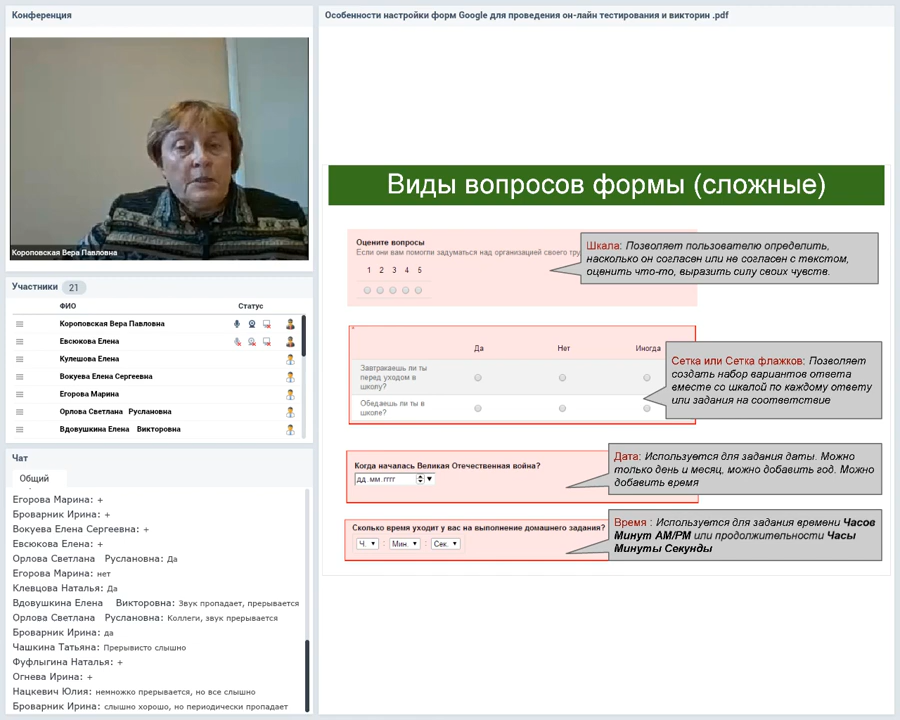 Конференция
Короповская Вера Павловна
Участники 21
ФИО Статус
Короповская Вера Павловна
Евсюкова Елена
Кулешова Елена
Вокуева Елена Сергеевна
Егорова Марина
Орлова Светлана Руслановна
Вдовушкина Елена Викторовна
Чат
Общий
Егорова Марина: +
Броварник Ирина: +
Вокуева Елена Сергеевна: +
Евсюкова Елена: +
Орлова Светлана Руслановна: Да
Егорова Марина: нет
Клевцова Наталья: Да
Вдовушкина Елена Викторовна: Звук пропадает, прерывается
Орлова Светлана Руслановна: Коллеги, звук прерывается
Броварник Ирина: да
Чашкина Татьяна: Прерывисто слышно
Фуфлыгина Наталья: +
Огнева Ирина: +
Нацкевич Юлия: немножко прерывается, но все слышно
Броварник Ирина: слышно хорошо, но периодически пропадает
Особенности настройки форм Google для проведения он-лайн тестирования и викторин .pdf
Виды вопросов формы (сложные)
Оцените вопросы
Если они вам помогли задуматься над организацией своего тру
1 2 3 4 5
Шкала: Позволяет пользователю определить,
насколько он согласен или не согласен с текстом,
оценить что-то, выразить силу своих чувств.
Да Нет Иногда
Завтракаешь ли ты
перед уходом в
школу?
Обедаешь ли ты в
школе?
Сетка или Сетка флажков: Позволяет
создать набор вариантов ответа
вместе со шкалой по каждому ответу
или задания на соответствие
Когда началась Великая Отечественная война?
дд.мм.гггг
Дата: Используется для задания даты. Можно
только день и месяц, можно добавить год. Можно
добавить время
Сколько время уходит у вас на выполнение домашнего задания?
Ч. : Мин. : Сек.
Время : Используется для задания времени Часов
Минут AM/PM или продолжительности Часы
Минуты Секунды